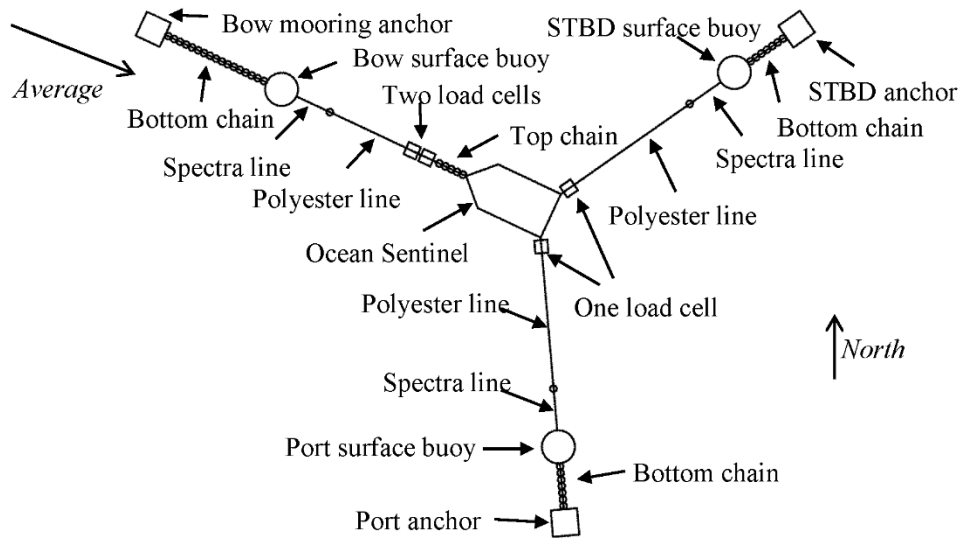 Bow mooring anchor
STBD surface buoy
Bow surface buoy
Average
Two load cells
STBD anchor
Bottom chain
Top chain
Bottom chain
Spectra line
Spectra line
Polyester line
Polyester line
Ocean Sentinel
Polyester line
One load cell
North
Spectra line
Port surface buoy
Bottom chain
Port anchor